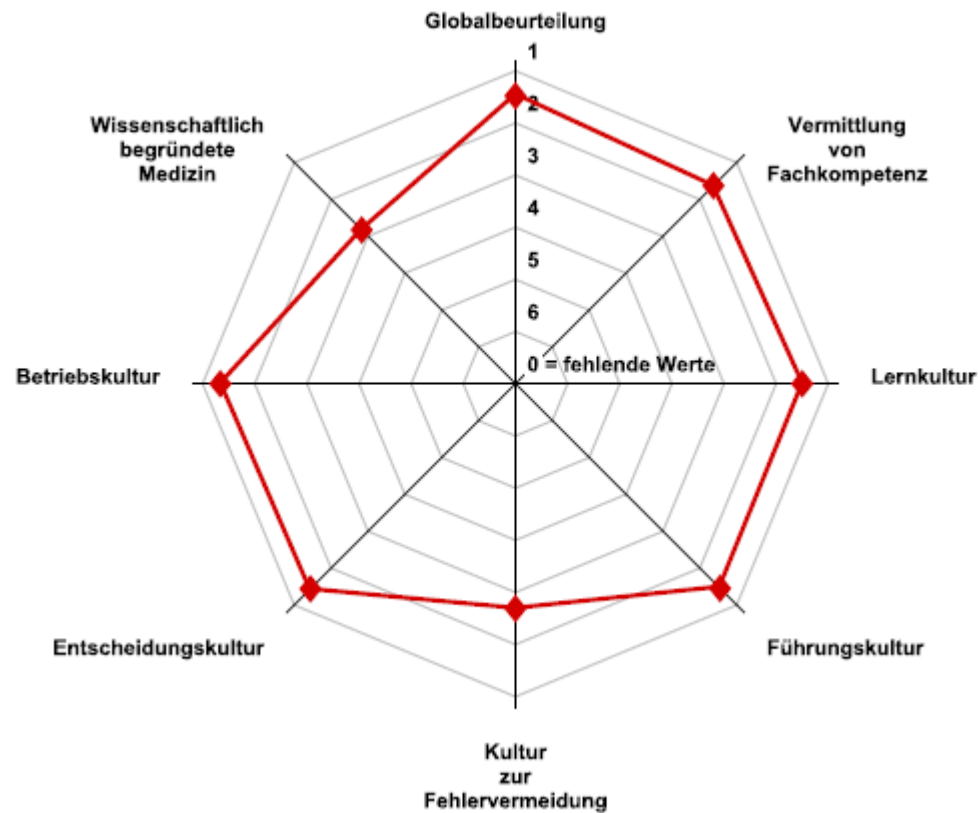 Globalbeurteilung
1
2
3
4
5
6
0 = fehlende Werte
Vermittlung
von
Fachkompetenz
Lernkultur
Führungskultur
Kultur
zur
Fehlervermeidung
Entscheidungskultur
Betriebskultur
Wissenschaftlich
begründete
Medizin